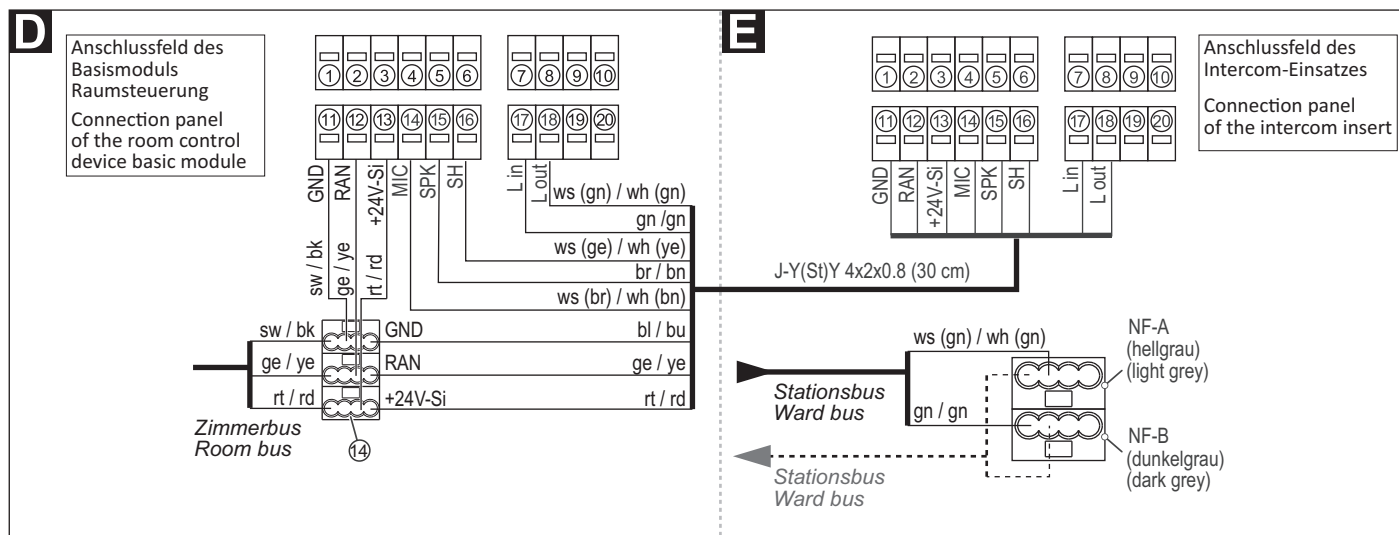 D
Anschlussfeld des
Basismoduls
Raumsteuerung
Connection panel
of the room control
device basic module
1 2 3 4 5 6 7 8 9 10
11 12 13 14 15 16 17 18 19 20
GND
RAN
+24V-Si
MIC
SPK
SH
L in
L out
ws (gn) / wh (gn)
gn /gn
ws (ge) / wh (ye)
br / bn
ws (br) / wh (bn)
sw / bk
ge / ye
rt / rd
sw / bk
GND
bl / bu
ge / ye
RAN
ge / ye
rt / rd
+24V-Si
rt / rd
Zimmerbus
Room bus
14
E
1 2 3 4 5 6 7 8 9 10
11 12 13 14 15 16 17 18 19 20
Anschlussfeld des
Intercom-Einsatzes
Connection panel
of the intercom insert
GND
RAN
+24V-Si
MIC
SPK
SH
L in
L out
J-Y(St)Y 4x2x0.8 (30 cm)
ws (gn) / wh (gn)
Stationsbus
Ward bus
gn / gn
Stationsbus
Ward bus
NF-A
(hellgrau)
(light grey)
NF-B
(dunkelgrau)
(dark grey)